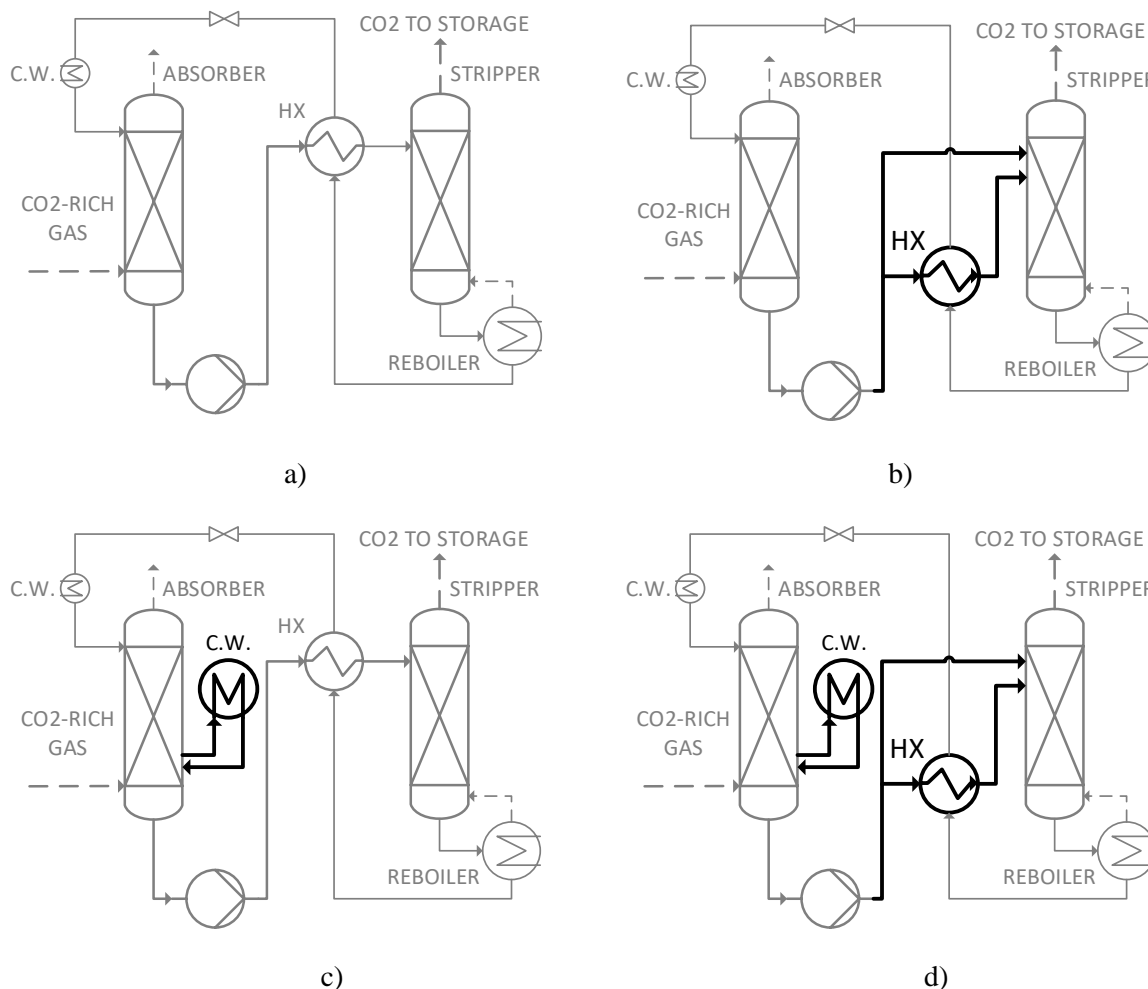 CO2 TO STORAGE
C.W.
ABSORBER
STRIPPER
HX
CO2-RICH
GAS
REBOILER
a)
CO2 TO STORAGE
C.W.
ABSORBER
STRIPPER
CO2-RICH
GAS
HX
REBOILER
b)
CO2 TO STORAGE
C.W.
ABSORBER
STRIPPER
HX
C.W.
CO2-RICH
GAS
REBOILER
c)
CO2 TO STORAGE
C.W.
ABSORBER
STRIPPER
C.W.
CO2-RICH
GAS
HX
REBOILER
d)